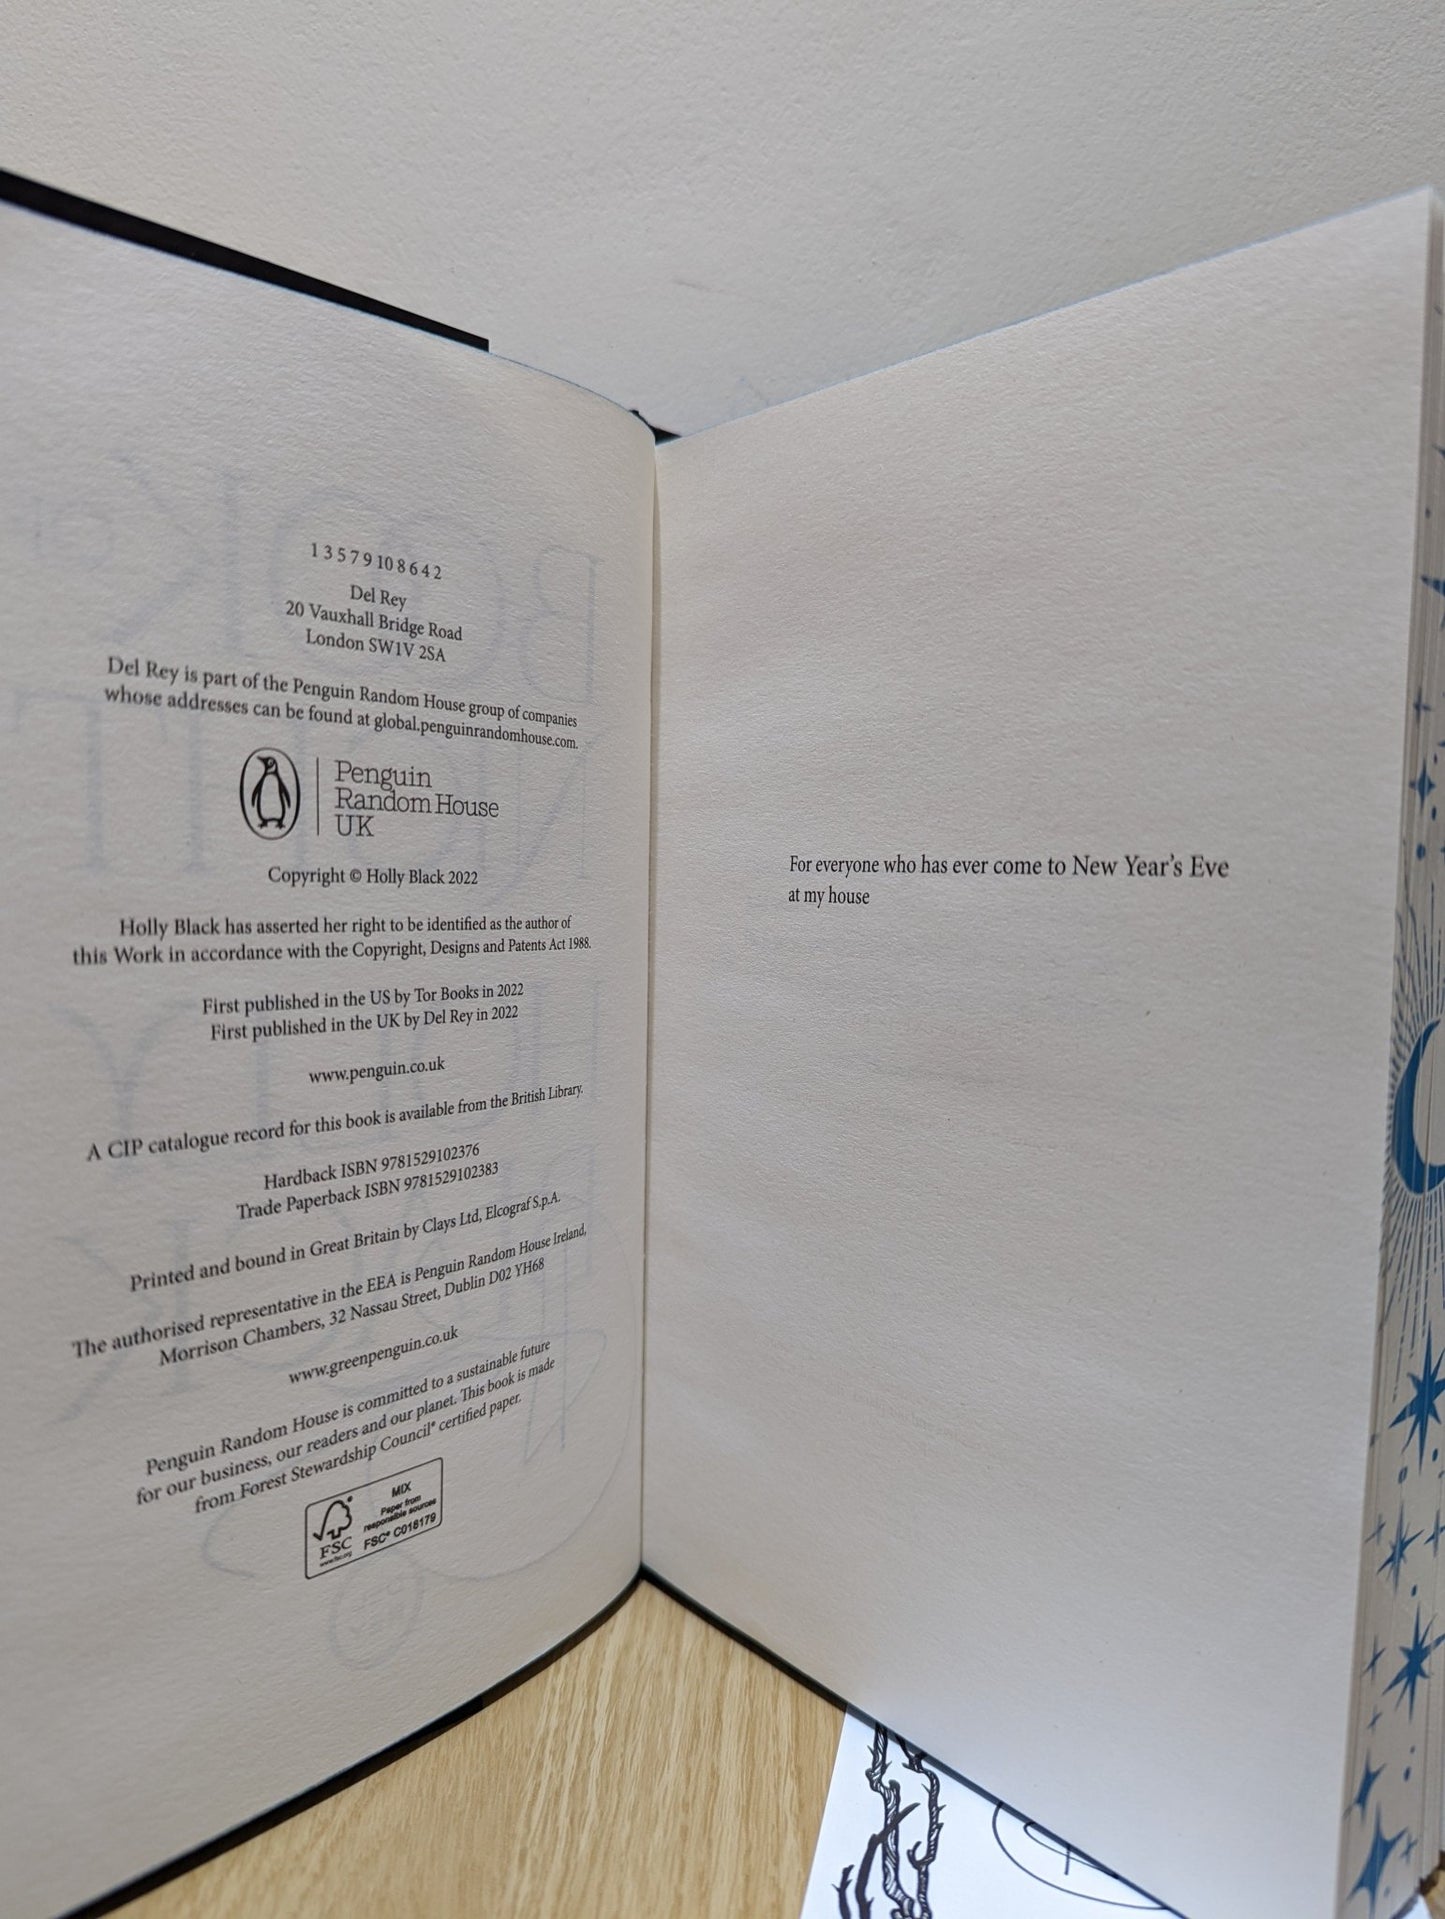 1 3 5 7 9 10 8 6 4 2
Del Rey
20 Vauxhall Bridge Road
London SW1V 2SA
Del Rey is part of the Penguin Random House group of companies
whose addresses can be found at global.penguinrandomhouse.com.
Penguin
Random House
UK
Copyright © Holly Black 2022
Holly Black has asserted her right to be identified as the author of
this Work in accordance with the Copyright, Designs and Patents Act 1988.
First published in the US by Tor Books in 2022
First published in the UK by Del Rey in 2022
www.penguin.co.uk
A CIP catalogue record for this book is available from the British Library.
Hardback ISBN 9781529102376
Trade Paperback ISBN 9781529102383
Printed and bound in Great Britain by Clays Ltd, Elcograf S.p.A.
The authorised representative in the EEA is Penguin Random House Ireland,
Morrison Chambers, 32 Nassau Street, Dublin D02 YH68
www.greenpenguin.co.uk
Penguin Random House is committed to a sustainable future
for our business, our readers and our planet. This book is made
from Forest Stewardship Council® certified paper.
FSC
www.fsc.org
MIX
Paper from
responsible sources
FSC® C018179
For everyone who has ever come to New Year's Eve
at my house